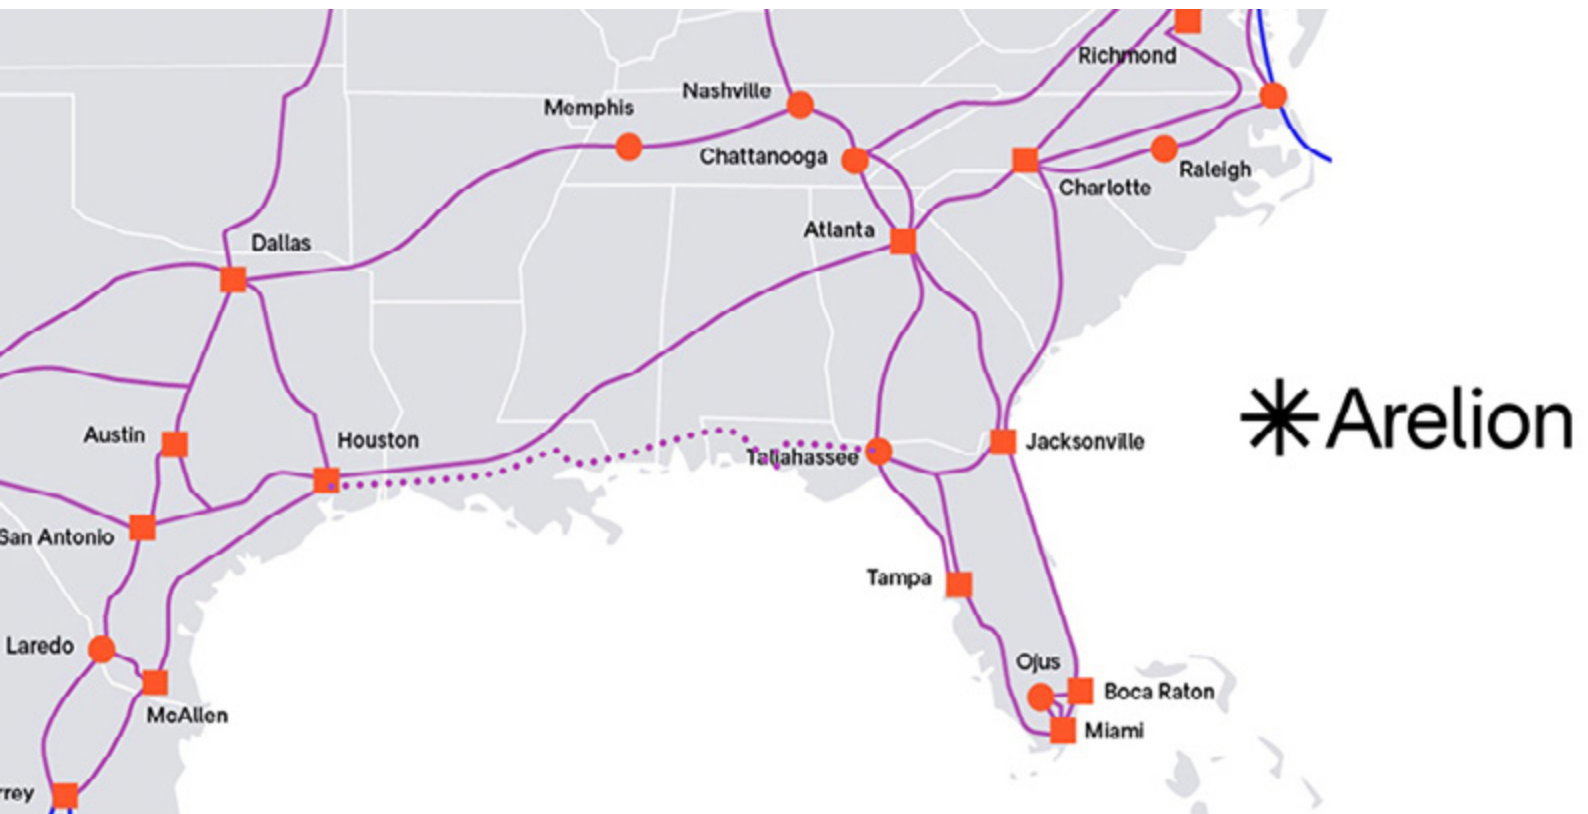 Richmond
Nashville
Memphis
Chattanooga
Raleigh
Charlotte
Atlanta
Dallas
Arelion
Austin
Houston
Jacksonville
Tallahassee
San Antonio
Tampa
Laredo
Ojus
Boca Raton
McAllen
Miami
rrey